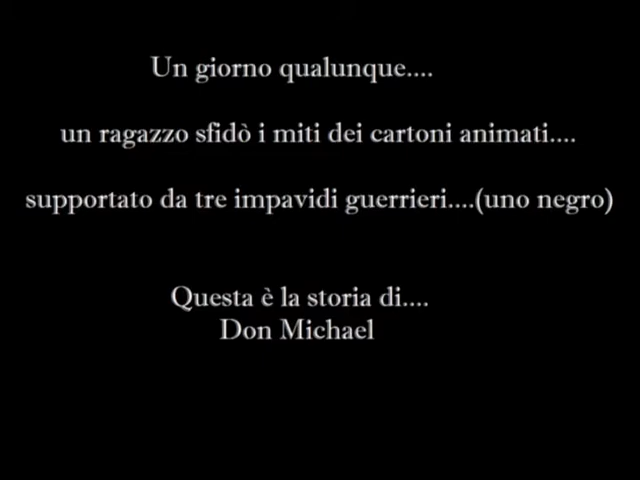 Un giorno qualunque....
un ragazzo sfidò i miti dei cartoni animati....
supportato da tre impavidi guerrieri....(uno negro)
Questa è la storia di....
Don Michael